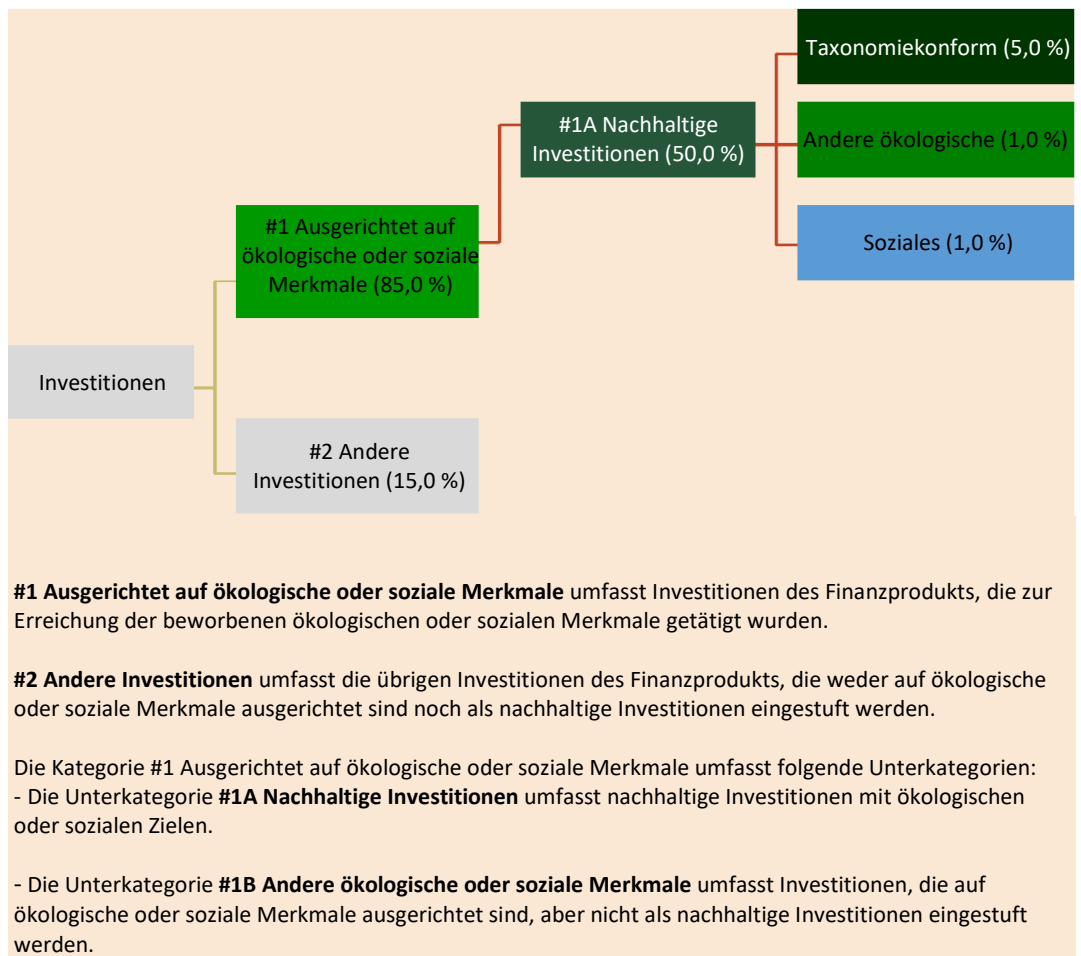 Taxonomiekonform (5,0 %)
#1A Nachhaltige
Investitionen (50,0 %)
Andere ökologische (1,0 %)
#1 Ausgerichtet auf
ökologische oder soziale
Merkmale (85,0 %)
Soziales (1,0 %)
Investitionen
#2 Andere
Investitionen (15,0 %)
#1 Ausgerichtet auf ökologische oder soziale Merkmale umfasst Investitionen des Finanzprodukts, die zur
Erreichung der beworbenen ökologischen oder sozialen Merkmale getätigt wurden.
#2 Andere Investitionen umfasst die übrigen Investitionen des Finanzprodukts, die weder auf ökologische
oder soziale Merkmale ausgerichtet sind noch als nachhaltige Investitionen eingestuft werden.
Die Kategorie #1 Ausgerichtet auf ökologische oder soziale Merkmale umfasst folgende Unterkategorien:
- Die Unterkategorie #1A Nachhaltige Investitionen umfasst nachhaltige Investitionen mit ökologischen
oder sozialen Zielen.
- Die Unterkategorie #1B Andere ökologische oder soziale Merkmale umfasst Investitionen, die auf
ökologische oder soziale Merkmale ausgerichtet sind, aber nicht als nachhaltige Investitionen eingestuft
werden.